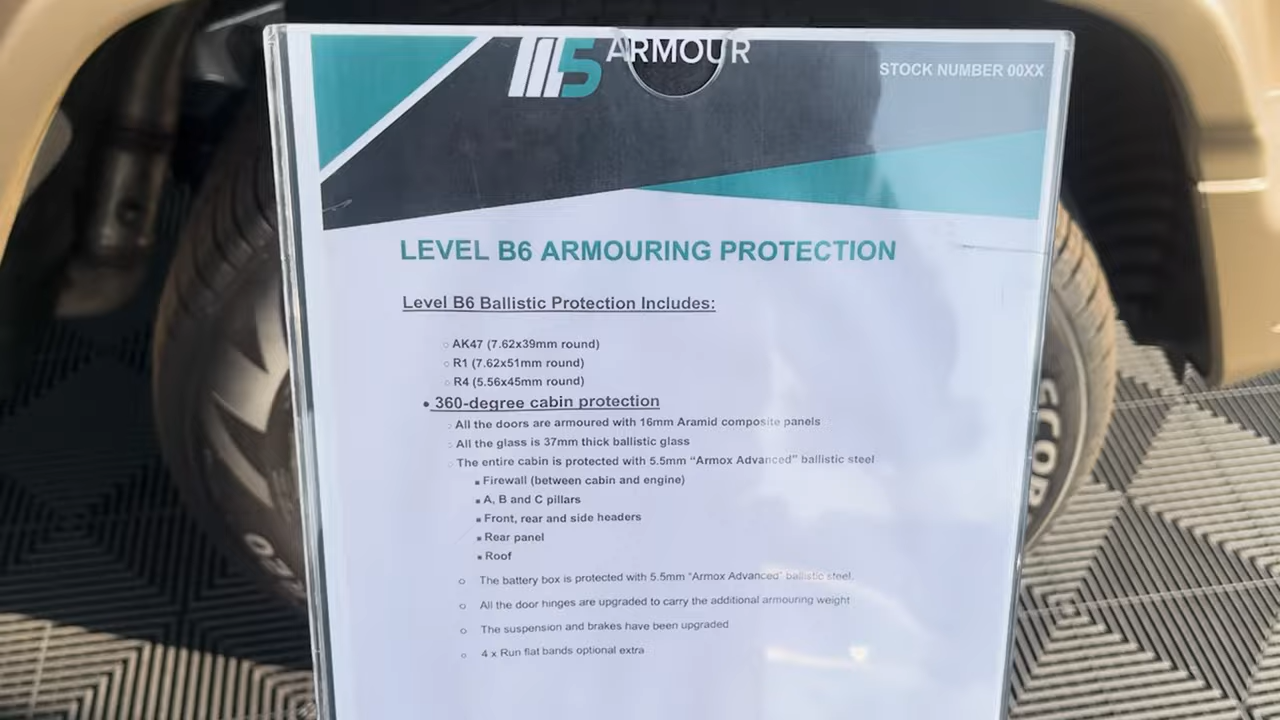 M5 ARMOUR
STOCK NUMBER 00XX
LEVEL B6 ARMOURING PROTECTION
Level B6 Ballistic Protection Includes:
AK47 (7.62x39mm round)
R1 (7.62x51mm round)
R4 (5.56x45mm round)
360-degree cabin protection
All the doors are armoured with 16mm Aramid composite panels
All the glass is 37mm thick ballistic glass
The entire cabin is protected with 5.5mm “Armox Advanced” ballistic steel
Firewall (between cabin and engine)
A, B and C pillars
Front, rear and side headers
Rear panel
Roof
The battery box is protected with 5.5mm "Armox Advanced" ballistic steel.
All the door hinges are upgraded to carry the additional armouring weight
The suspension and brakes have been upgraded
4 x Run flat bands optional extra